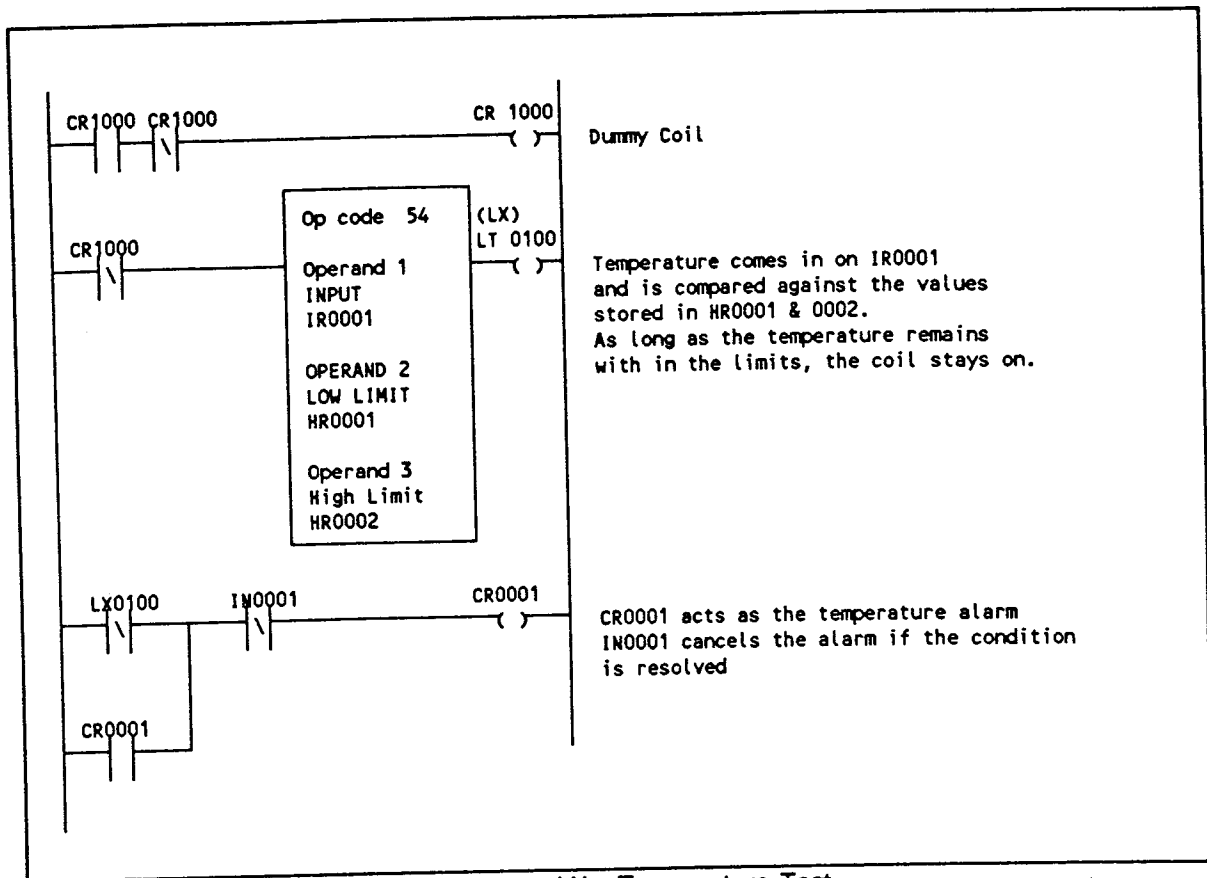 CR1000 CR1000 CR 1000
Dummy Coil
CR1000
Op code 54
Operand 1
INPUT
IR0001
OPERAND 2
LOW LIMIT
HR0001
Operand 3
High Limit
HR0002
(LX)
LT 0100
Temperature comes in on IR0001
and is compared against the values
stored in HR0001 & 0002.
As long as the temperature remains
with in the limits, the coil stays on.
LX0100 IN0001 CR0001
CR0001 acts as the temperature alarm
IN0001 cancels the alarm if the condition
is resolved
CR0001
Temperature Test